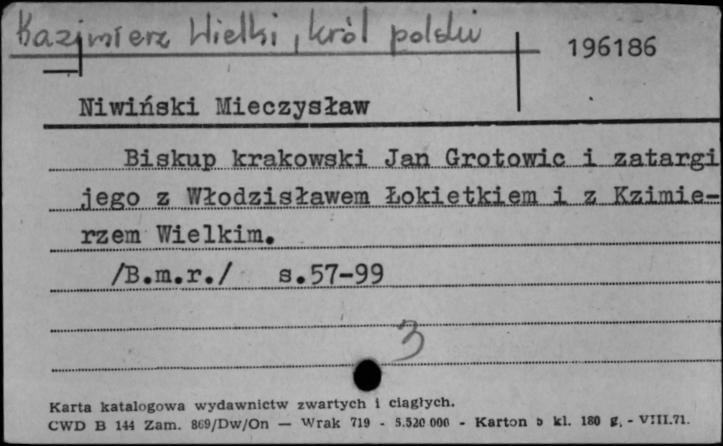 Kazimierz Wielki, król polski
196186
Niwiński Mieczysław
Biskup krakowski Jan Grotowic i zatargi
jego z Włodzisławem Łokietkiem i z Kzimie-
rzem Wielkim.
/B.m.r./ s.57-99
3
Karta katalogowa wydawnictw zwartych i ciągłych.
CWD B 144 Zam. 869/Dw/On — Wrak 719 - 5.520 000 - Karton kl. 180 g. - VIII.71.